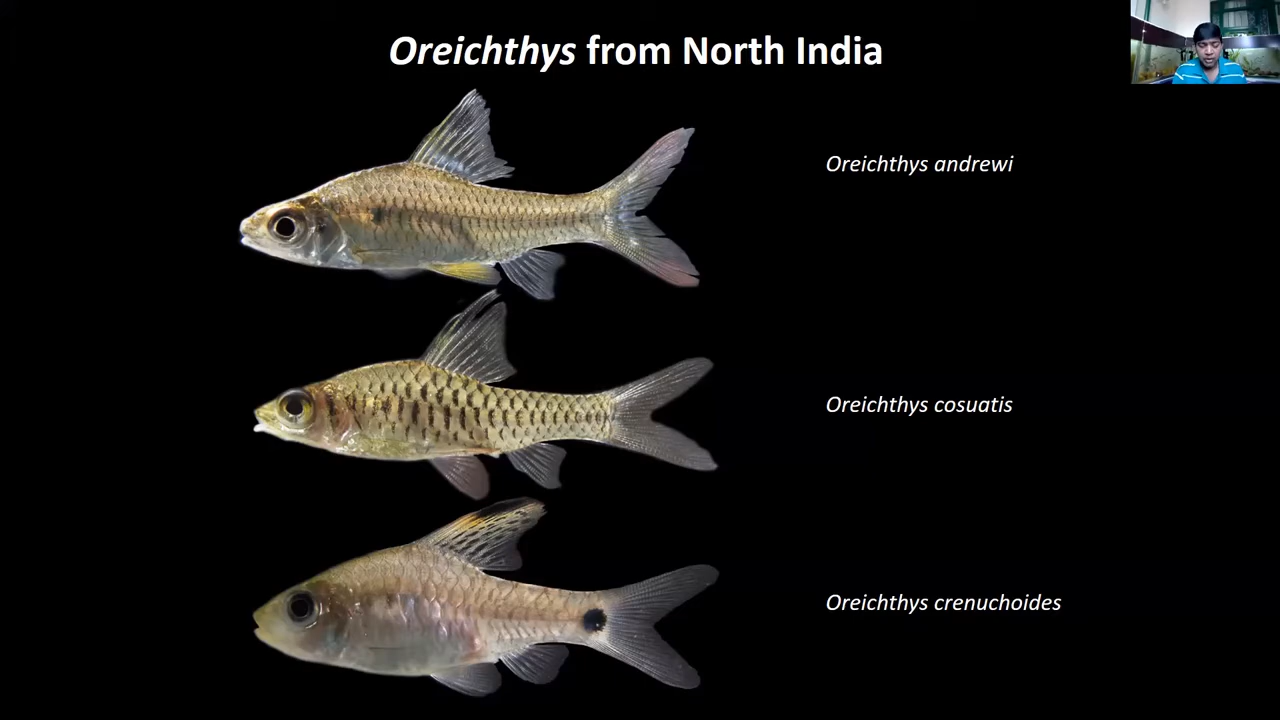 Oreichthys from North India
Oreichthys andrewi
Oreichthys cosuatis
Oreichthys crenuchoides